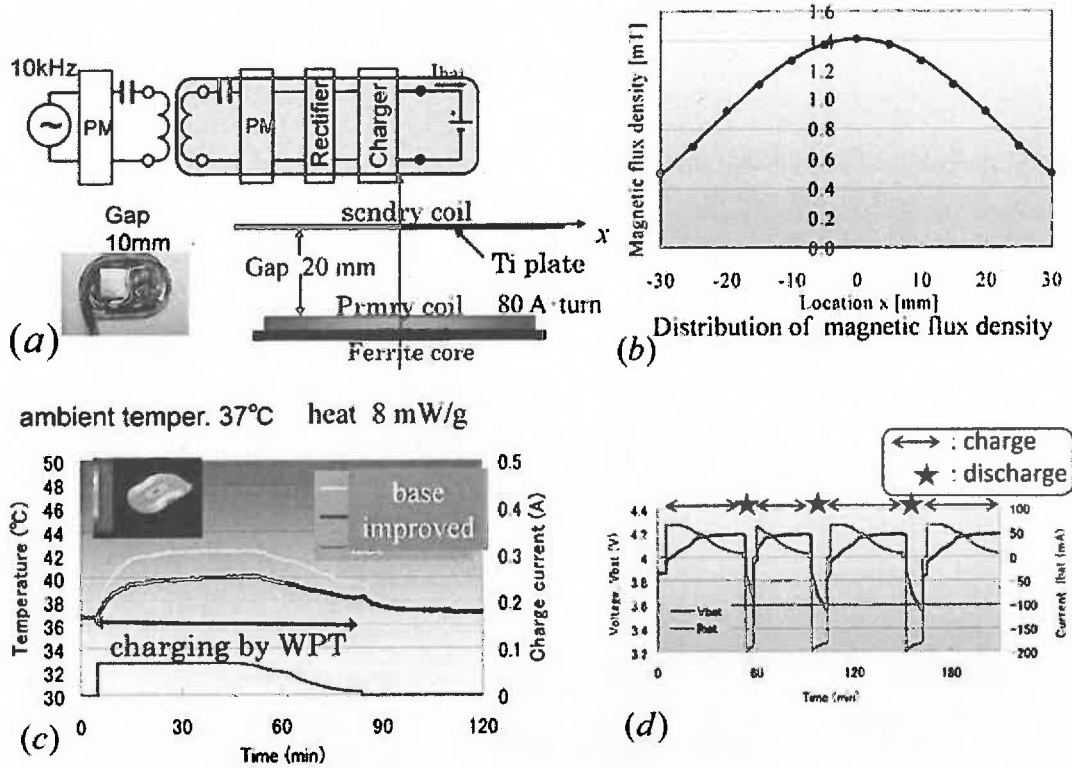 10kHz
PM
PM
Rectifier
Charger
Gap
10mm
scndry coil
x
Gap 20 mm
Ti plate
Prmry coil
80 A·turn
Ferrite core
(a)
Magnetic flux density [mT]
1.6
1.4
1.2
1.0
0.8
0.6
0.4
0.2
0.0
-30 -20 -10 0 10 20 30
Location x [mm]
Distribution of magnetic flux density
(b)
ambient temper. 37°C heat 8 mW/g
Temperature (°C)
50
48
46
44
42
40
38
36
34
32
30
base
improved
charging by WPT
Charge current (A)
0.5
0.4
0.3
0.2
0.1
0
0 30 60 90 120
Time (min)
(c)
: charge
: discharge
Voltage Vbat (V)
4.4
4.2
4
3.8
3.6
3.4
3.2
Vbat
Current Ibat (mA)
100
50
0
-50
-100
-150
-200
0 60 120 180
Time (min)
(d)